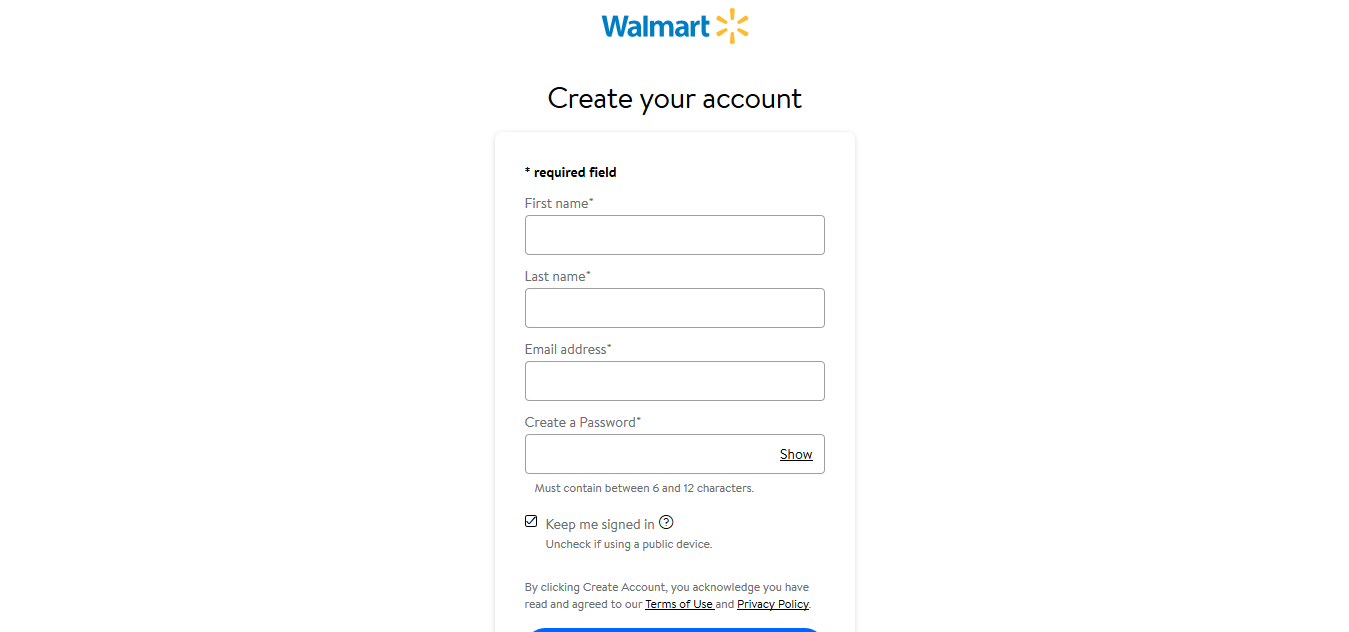 Walmart
Create your account
* required field
First name*
Last name*
Email address*
Create a Password*
Show
Must contain between 6 and 12 characters.
Keep me signed in ?
Uncheck if using a public device.
By clicking Create Account, you acknowledge you have
read and agreed to our Terms of Use and Privacy Policy.